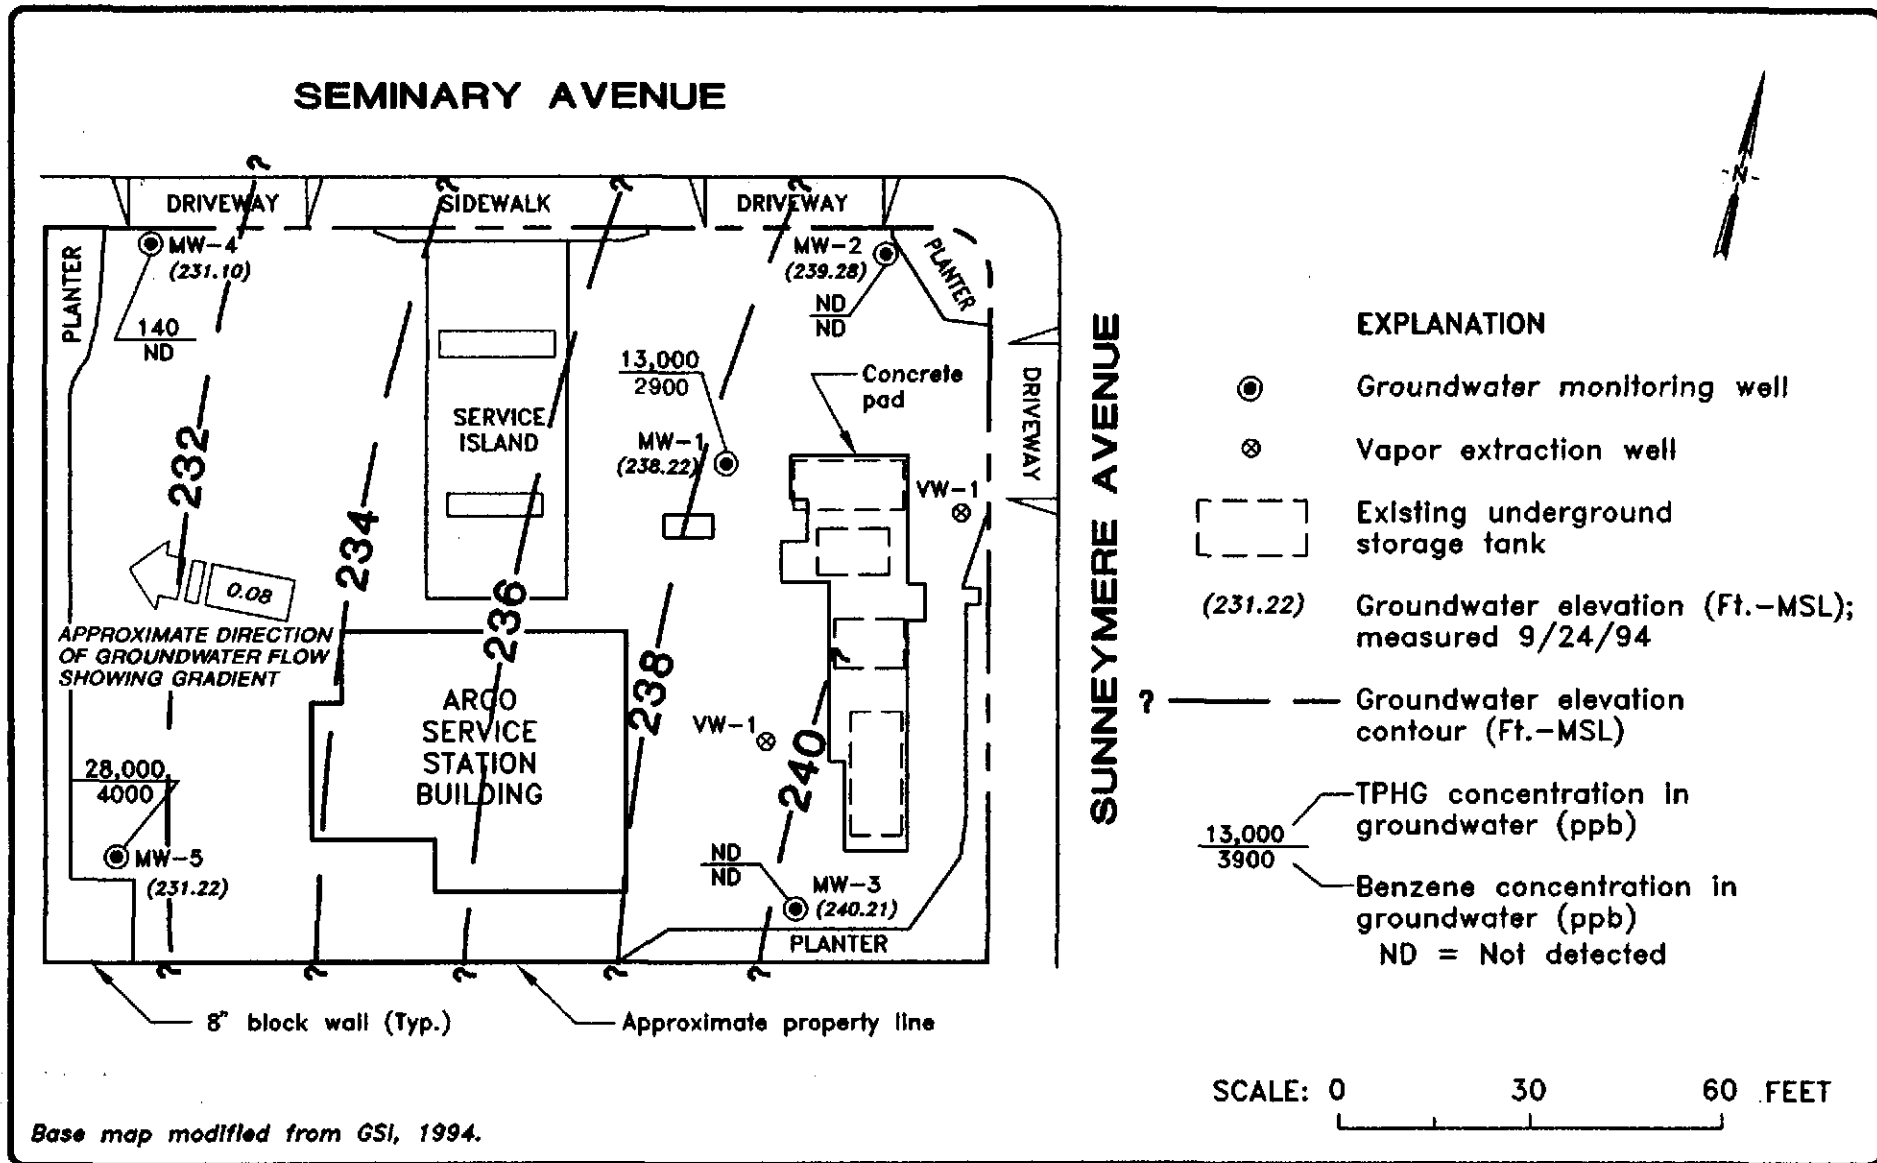 SEMINARY AVENUE
?
?
?
?
DRIVEWAY
SIDEWALK
DRIVEWAY
N
PLANTER
MW-4
(231.10)
140
ND
MW-2
(239.28)
ND
ND
PLANTER
13,000
2900
MW-1
(238.22)
Concrete
pad
DRIVEWAY
SERVICE
ISLAND
VW-1
232
234
236
238
240
?
0.08
APPROXIMATE DIRECTION
OF GROUNDWATER FLOW
SHOWING GRADIENT
ARCO
SERVICE
STATION
BUILDING
VW-1
28,000
4000
MW-5
(231.22)
ND
ND
MW-3
(240.21)
PLANTER
?
?
?
?
?
8" block wall (Typ.)
Approximate property line
SUNNEYMERE AVENUE
EXPLANATION
Groundwater monitoring well
Vapor extraction well
Existing underground
storage tank
(231.22)
Groundwater elevation (Ft.-MSL);
measured 9/24/94
?
Groundwater elevation
contour (Ft.-MSL)
TPHG concentration in
groundwater (ppb)
13,000
3900
Benzene concentration in
groundwater (ppb)
ND = Not detected
SCALE: 0 30 60 FEET
Base map modified from GSI, 1994.